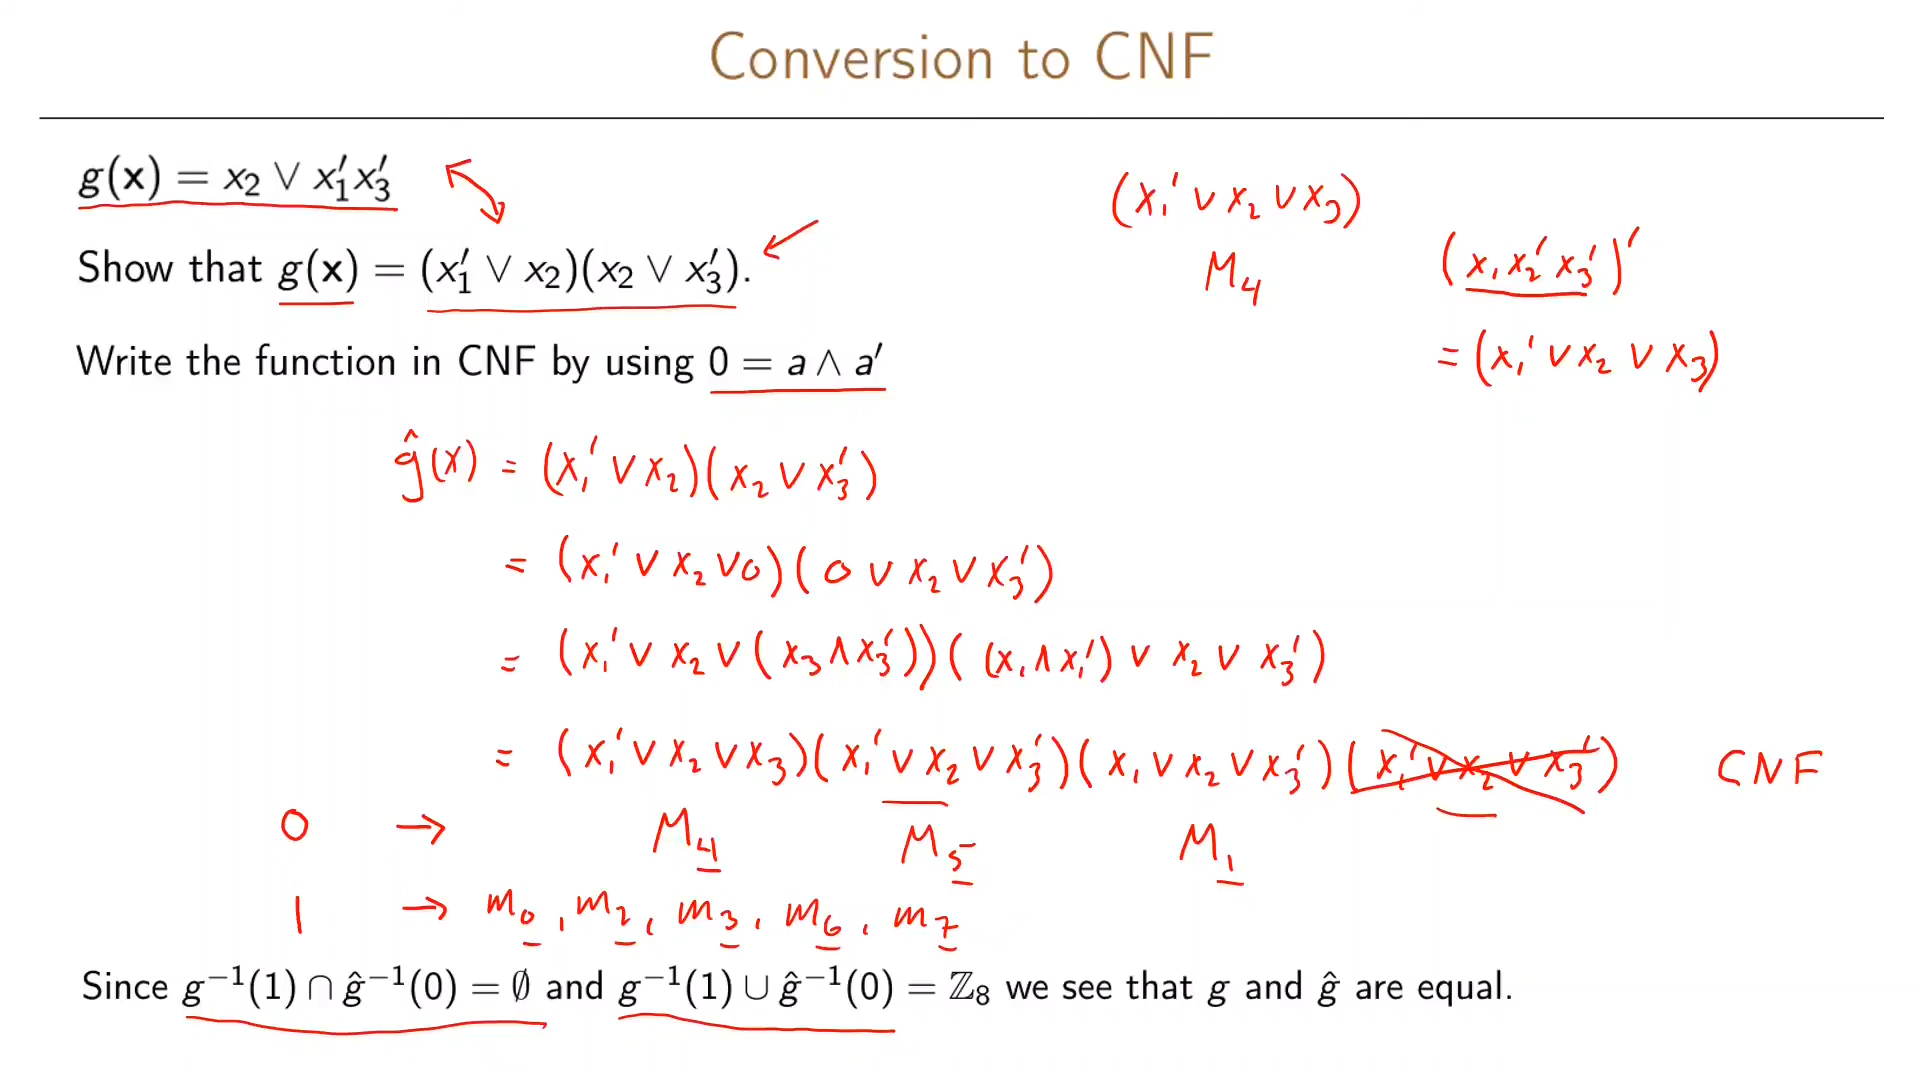 Conversion to CNF
g(x) = x₂ ∨ x₁′x₃′
(x₁′ ∨ x₂ ∨ x₃)
Show that g(x) = (x₁′ ∨ x₂)(x₂ ∨ x₃′).
M₄
(x₁x₂′x₃′)′
= (x₁′ ∨ x₂ ∨ x₃)
Write the function in CNF by using 0 = a ∧ a′
ĝ(x) = (x₁′ ∨ x₂)(x₂ ∨ x₃′)
= (x₁′ ∨ x₂ ∨ 0)(0 ∨ x₂ ∨ x₃′)
= (x₁′ ∨ x₂ ∨ (x₃ ∧ x₃′))((x₁ ∧ x₁′) ∨ x₂ ∨ x₃′)
= (x₁′ ∨ x₂ ∨ x₃)(x₁′ ∨ x₂ ∨ x₃′)(x₁ ∨ x₂ ∨ x₃′)(x₁′ ∨ x₂ ∨ x₃′) CNF
0 → M₄ M₅ M₁
1 → m₀, m₂, m₃, m₆, m₇
Since g⁻¹(1) ∩ ĝ⁻¹(0) = ∅ and g⁻¹(1) ∪ ĝ⁻¹(0) = ℤ₈ we see that g and ĝ are equal.